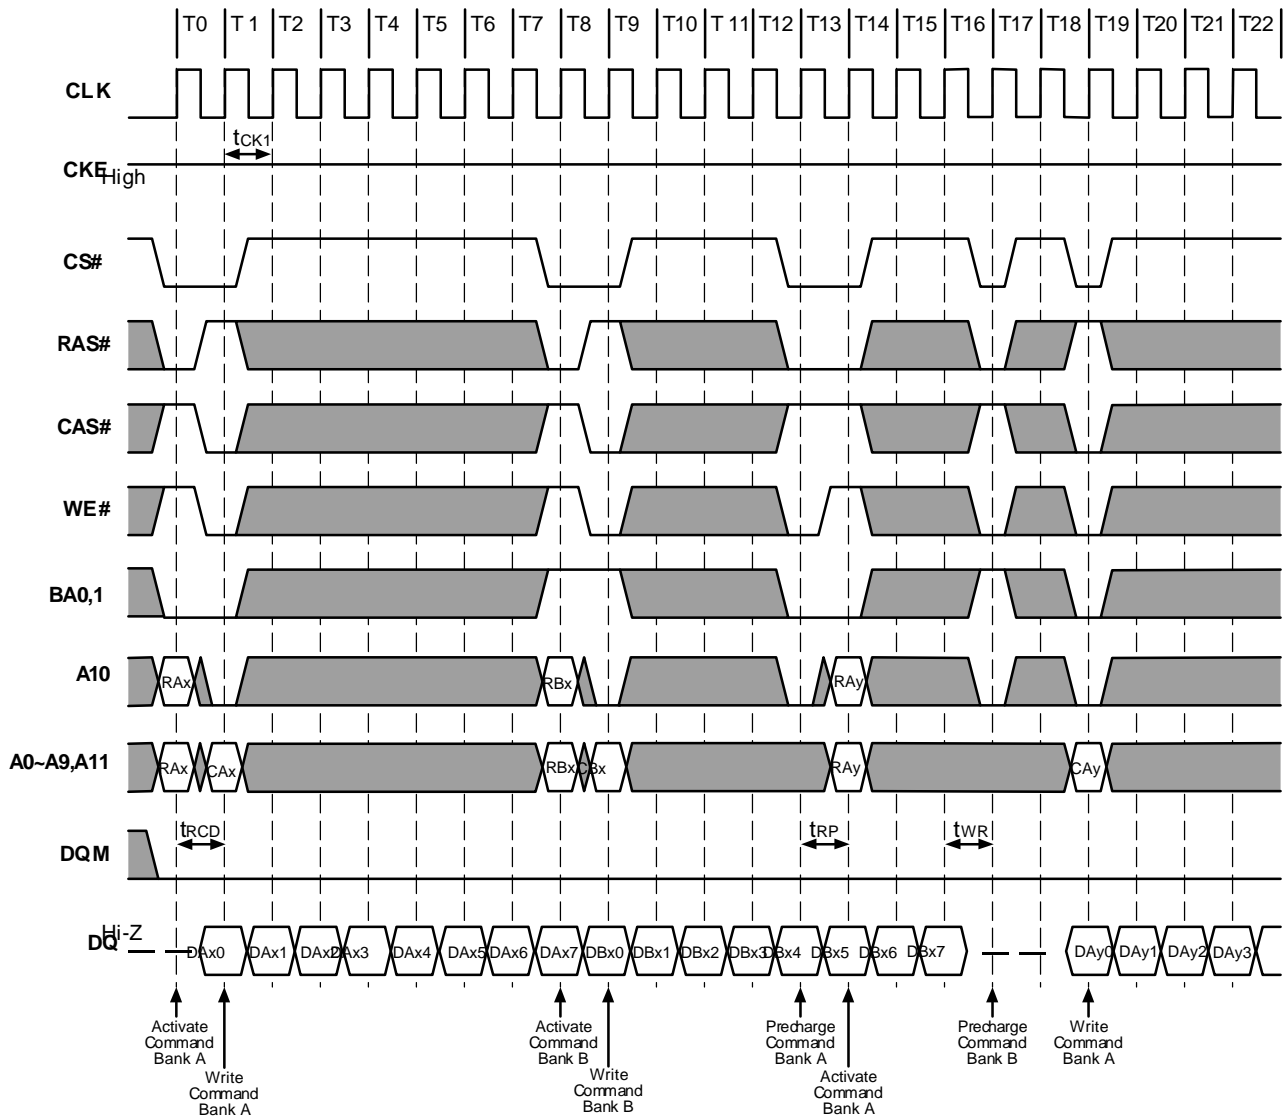 T0 T 1 T2 T3 T4 T5 T6 T7 T8 T9 T10 T 11 T12 T13 T14 T15 T16 T17 T18 T19 T20 T21 T22
CLK
tCK1
CKE High
CS#
RAS#
CAS#
WE#
BA0,1
A10 RAx RBx RAy
A0~A9,A11 RAx CAx RBx CBx RAy CAy
tRCD tRP tWR
DQM
Hi-Z
DQ DAx0 DAx1 DAx2 DAx3 DAx4 DAx5 DAx6 DAx7 DBx0 DBx1 DBx2 DBx3 DBx4 DBx5 DBx6 DBx7 DAy0 DAy1 DAy2 DAy3
Activate Command Bank A
Write Command Bank A
Activate Command Bank B
Write Command Bank B
Precharge Command Bank A
Activate Command Bank A
Precharge Command Bank B
Write Command Bank A